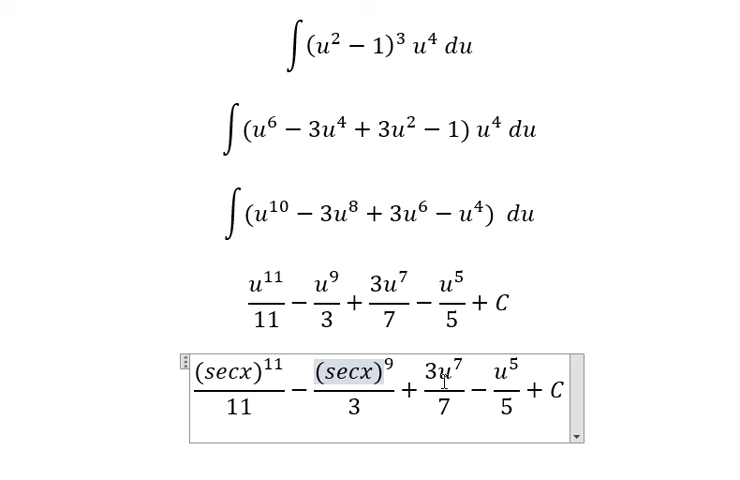 ∫(u² − 1)³ u⁴ du
∫(u⁶ − 3u⁴ + 3u² − 1) u⁴ du
∫(u¹⁰ − 3u⁸ + 3u⁶ − u⁴) du
u¹¹/11 − u⁹/3 + 3u⁷/7 − u⁵/5 + C
(secx)¹¹/11 − (secx)⁹/3 + 3u⁷/7 − u⁵/5 + C